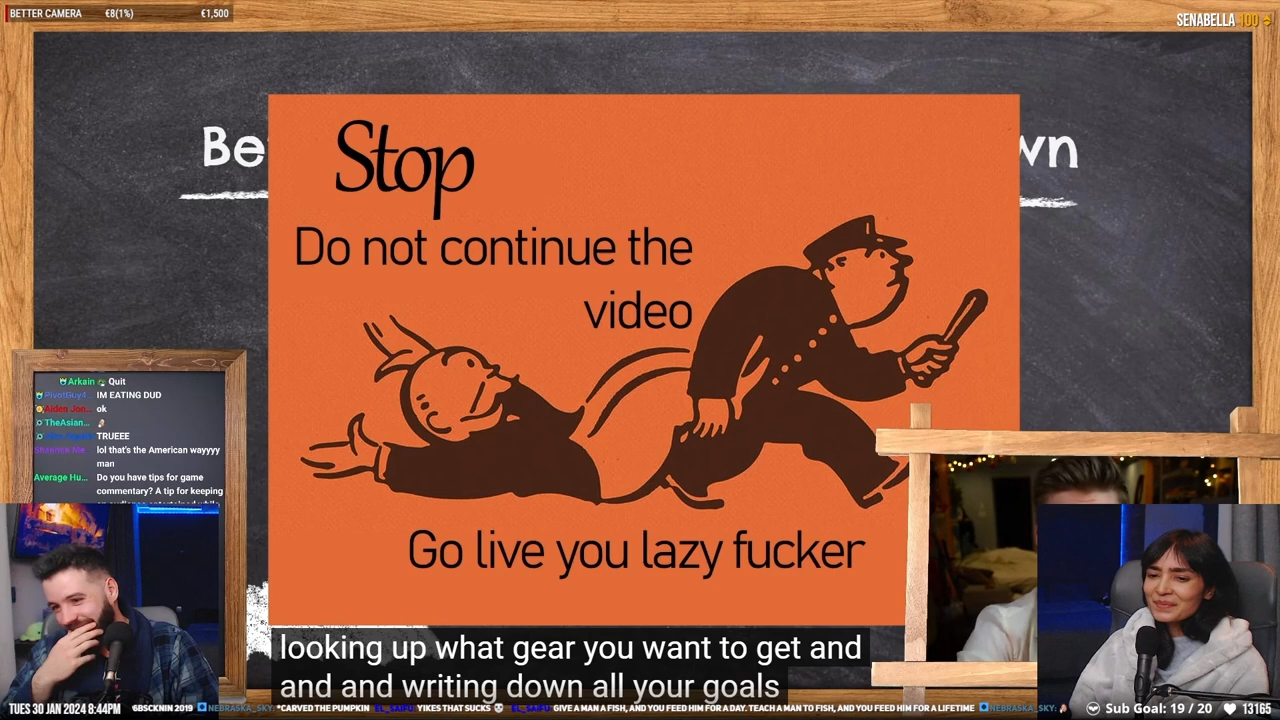 BETTER CAMERA €8(1%) €1,500
SENABELLA 100
Stop
Do not continue the
video
Go live you lazy fucker
Arkain Quit
IM EATING DUD
ok
TheAsian...
TRUEEE
lol that's the American wayyyy
man
Average Hu... Do you have tips for game
commentary? A tip for keeping
looking up what gear you want to get and
and and writing down all your goals
TUES 30 JAN 2024 8:44PM
NEBRASKA_SKY: *CARVED THE PUMPKIN EL_SAIFU: YIKES THAT SUCKS EL_SAIFU: GIVE A MAN A FISH, AND YOU FEED HIM FOR A DAY. TEACH A MAN TO FISH, AND YOU FEED HIM FOR A LIFETIME NEBRASKA_SKY:
Sub Goal: 19 / 20 13165